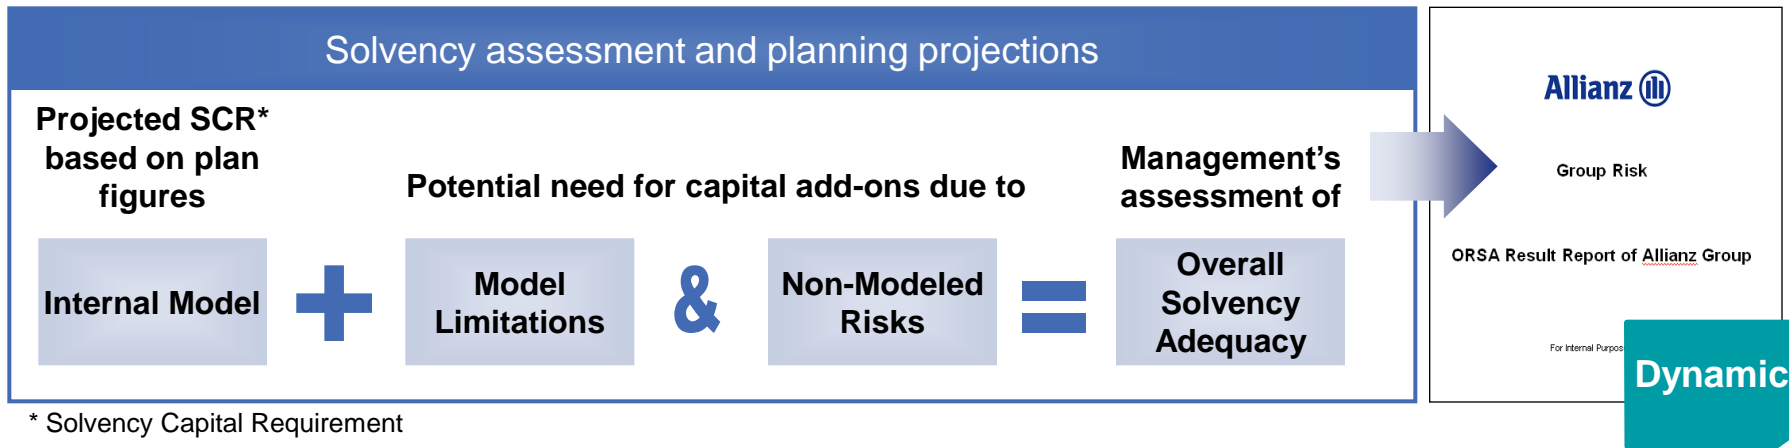 Solvency assessment and planning projections
Projected SCR*
based on plan
figures
Potential need for capital add-ons due to
Management's
assessment of
Internal Model
+
Model
Limitations
&
Non-Modeled
Risks
=
Overall
Solvency
Adequacy
* Solvency Capital Requirement
Allianz
Group Risk
ORSA Result Report of Allianz Group
For Internal
Dynamic